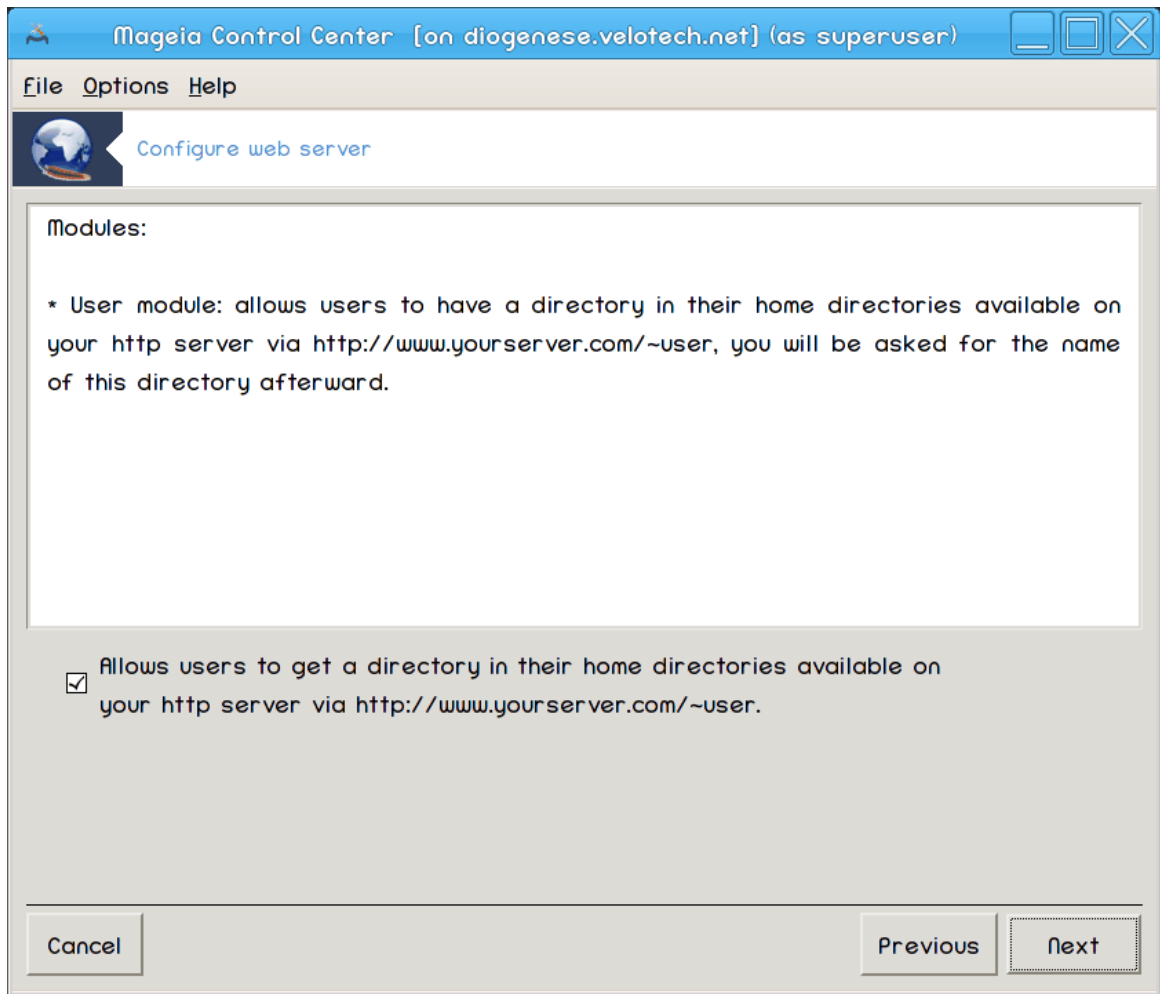 Mageia Control Center [on diogenese.velotech.net] (as superuser)
File Options Help
Configure web server
Modules:
* User module: allows users to have a directory in their home directories available on
your http server via http://www.yourserver.com/~user, you will be asked for the name
of this directory afterward.
Allows users to get a directory in their home directories available on
your http server via http://www.yourserver.com/~user.
Cancel
Previous
Next